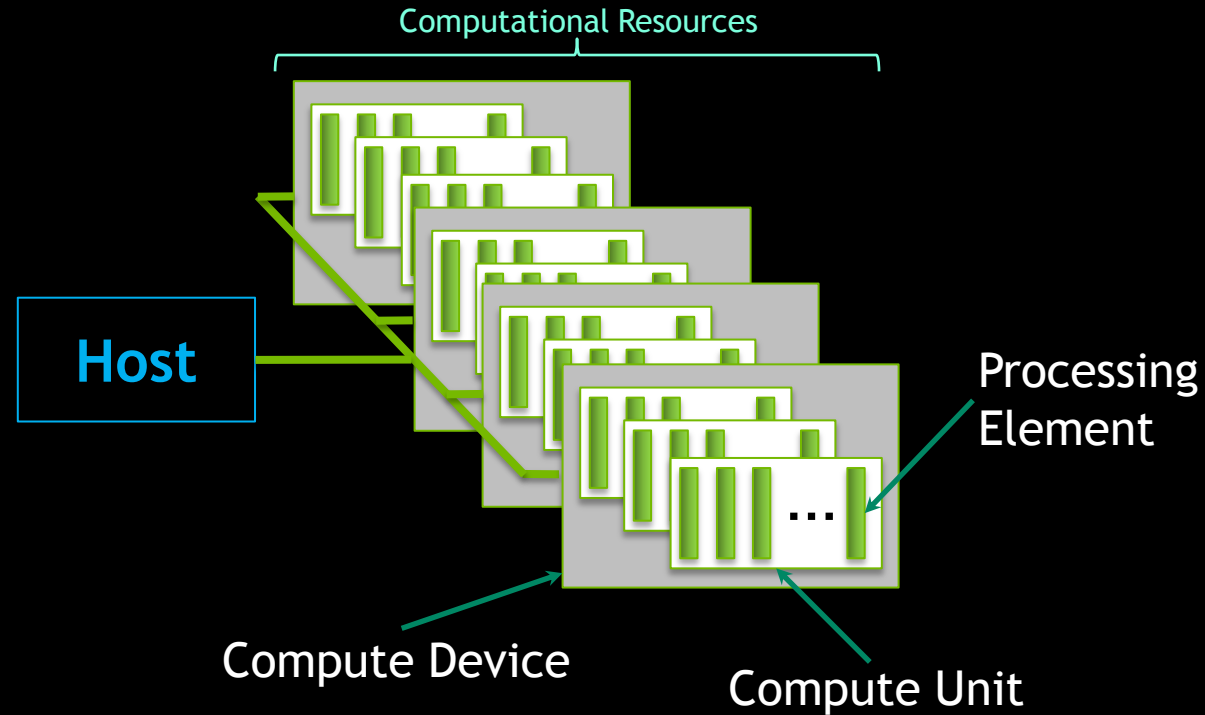 Computational Resources
Host
Processing
Element
...
Compute Device
Compute Unit